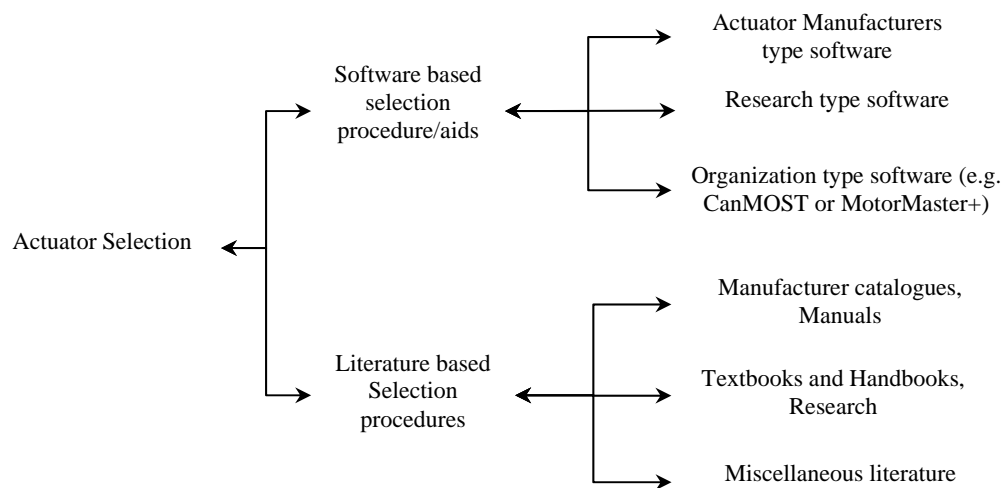 Actuator Selection
Software based
selection
procedure/aids
Actuator Manufacturers
type software
Research type software
Organization type software (e.g.
CanMOST or MotorMaster+)
Literature based
Selection
procedures
Manufacturer catalogues,
Manuals
Textbooks and Handbooks,
Research
Miscellaneous literature